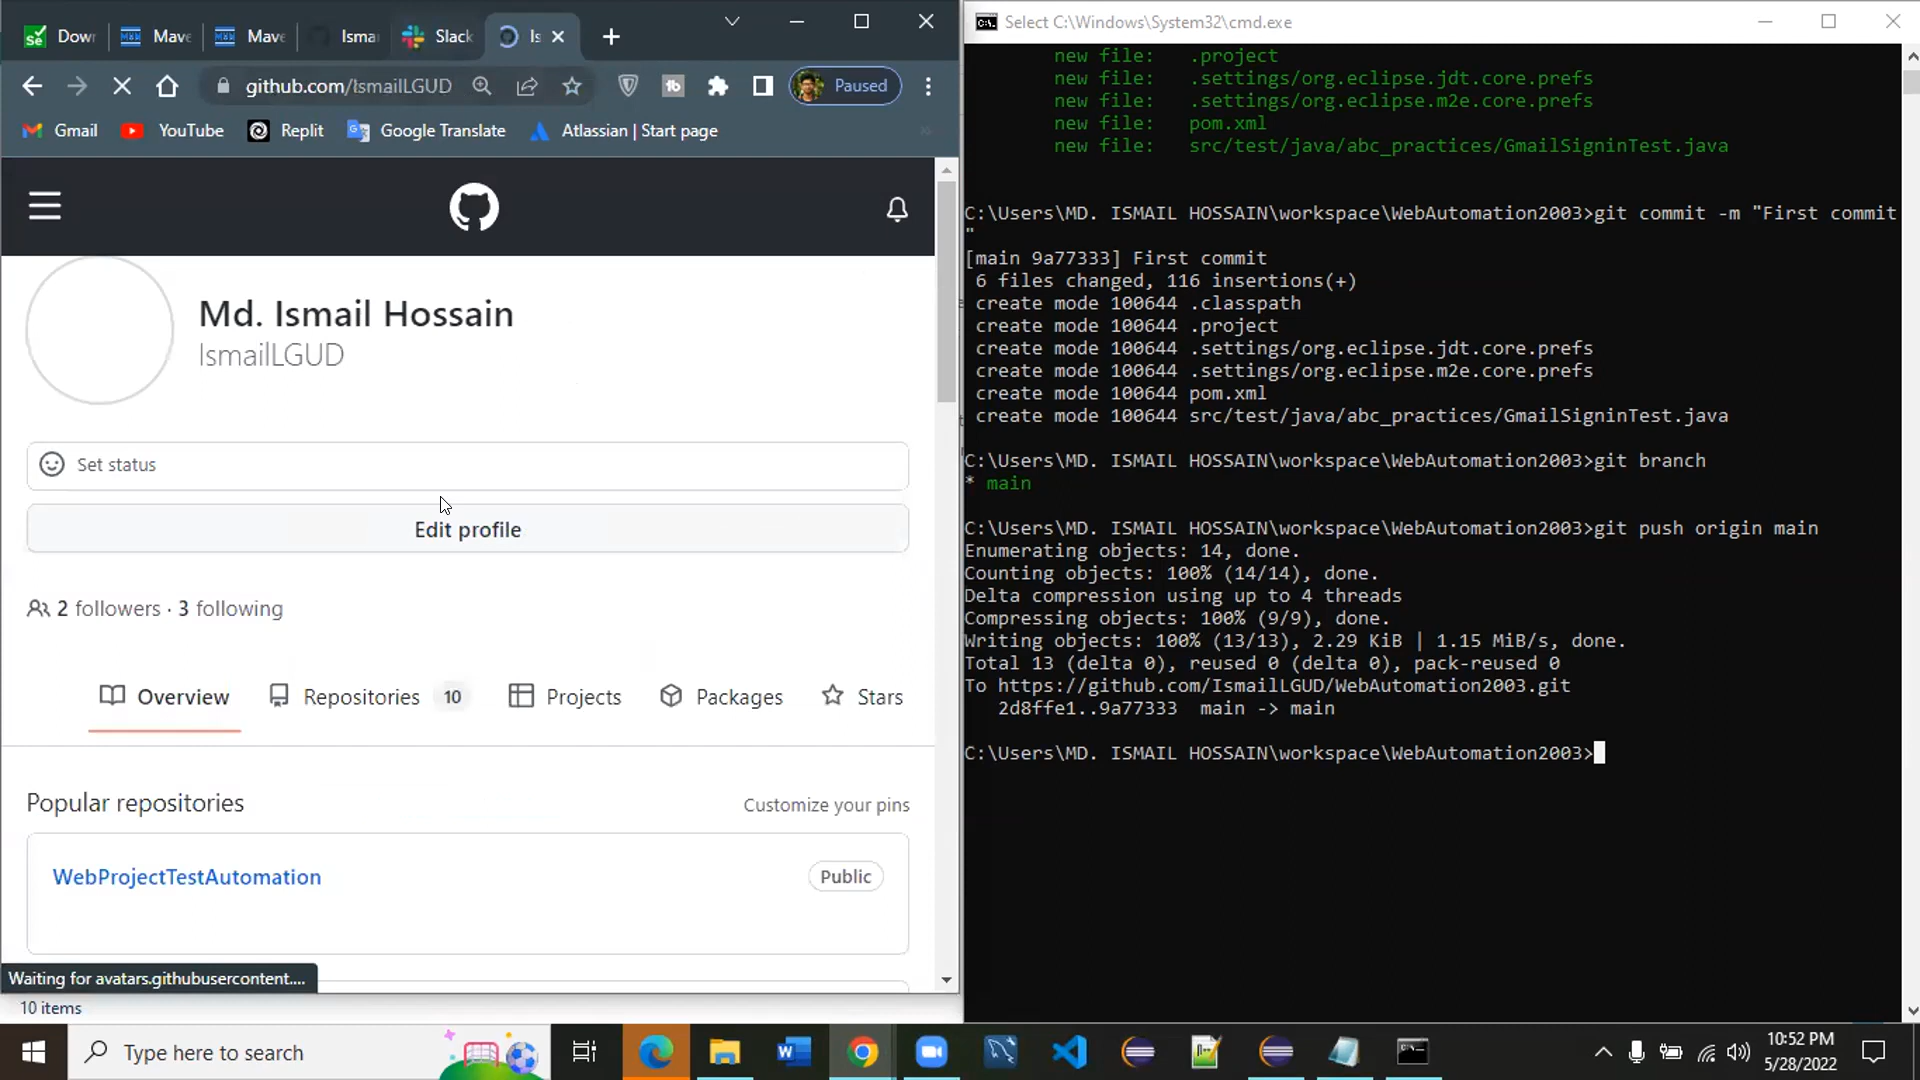 Dow
Mave
Mave
Isma
Slack
Is
github.com/IsmailLGUD
Paused
Gmail
YouTube
Replit
Google Translate
Atlassian | Start page
Md. Ismail Hossain
IsmailLGUD
Set status
Edit profile
2 followers · 3 following
Overview
Repositories 10
Projects
Packages
Stars
Popular repositories
Customize your pins
WebProjectTestAutomation
Public
Waiting for avatars.githubusercontent....
10 items
Select C:\Windows\System32\cmd.exe
new file:   .project
new file:   .settings/org.eclipse.jdt.core.prefs
new file:   .settings/org.eclipse.m2e.core.prefs
new file:   pom.xml
new file:   src/test/java/abc_practices/GmailSigninTest.java
C:\Users\MD. ISMAIL HOSSAIN\workspace\WebAutomation2003>git commit -m "First commit
"
[main 9a77333] First commit
6 files changed, 116 insertions(+)
create mode 100644 .classpath
create mode 100644 .project
create mode 100644 .settings/org.eclipse.jdt.core.prefs
create mode 100644 .settings/org.eclipse.m2e.core.prefs
create mode 100644 pom.xml
create mode 100644 src/test/java/abc_practices/GmailSigninTest.java
C:\Users\MD. ISMAIL HOSSAIN\workspace\WebAutomation2003>git branch
* main
C:\Users\MD. ISMAIL HOSSAIN\workspace\WebAutomation2003>git push origin main
Enumerating objects: 14, done.
Counting objects: 100% (14/14), done.
Delta compression using up to 4 threads
Compressing objects: 100% (9/9), done.
Writing objects: 100% (13/13), 2.29 KiB | 1.15 MiB/s, done.
Total 13 (delta 0), reused 0 (delta 0), pack-reused 0
To https://github.com/IsmailLGUD/WebAutomation2003.git
2d8ffe1..9a77333  main -> main
C:\Users\MD. ISMAIL HOSSAIN\workspace\WebAutomation2003>
Type here to search
10:52 PM
5/28/2022